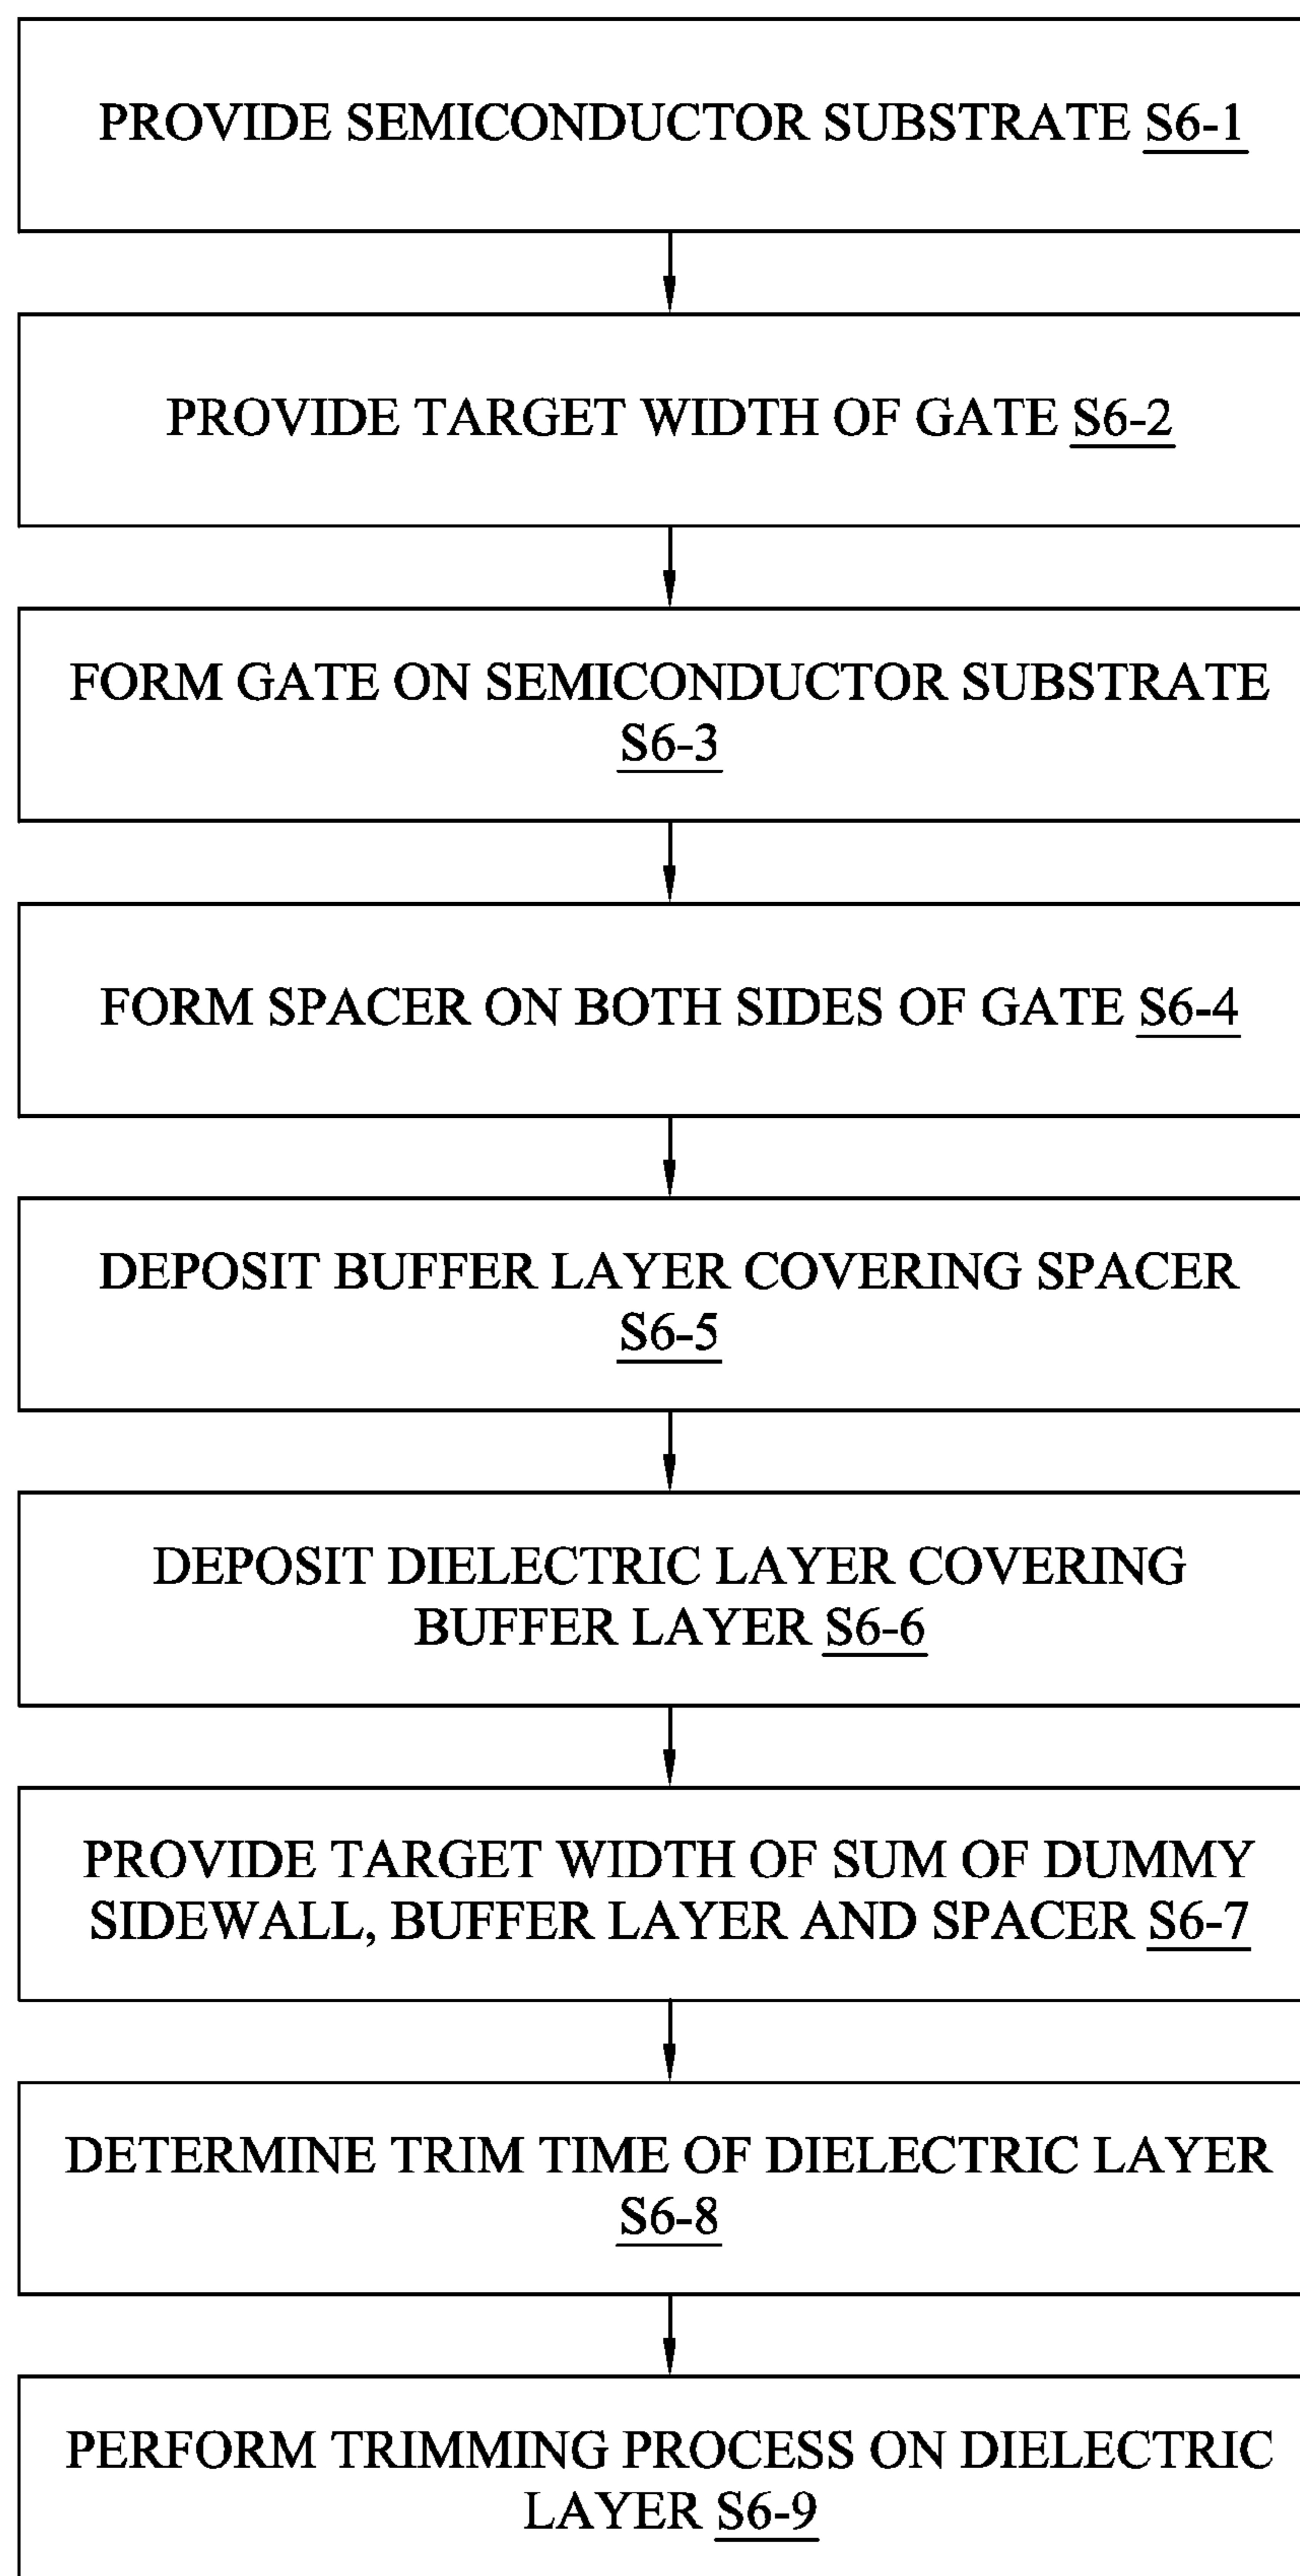 PROVIDE SEMICONDUCTOR SUBSTRATE S6-1
PROVIDE TARGET WIDTH OF GATE S6-2
FORM GATE ON SEMICONDUCTOR SUBSTRATE
S6-3
FORM SPACER ON BOTH SIDES OF GATE S6-4
DEPOSIT BUFFER LAYER COVERING SPACER
S6-5
DEPOSIT DIELECTRIC LAYER COVERING
BUFFER LAYER S6-6
PROVIDE TARGET WIDTH OF SUM OF DUMMY
SIDEWALL, BUFFER LAYER AND SPACER S6-7
DETERMINE TRIM TIME OF DIELECTRIC LAYER
S6-8
PERFORM TRIMMING PROCESS ON DIELECTRIC
LAYER S6-9